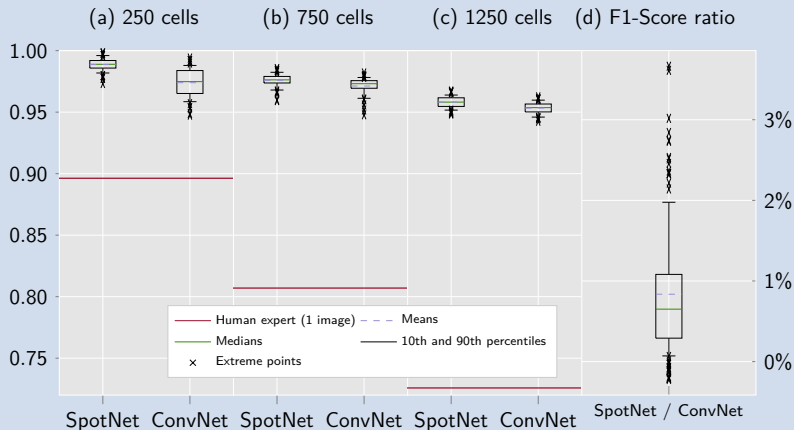 (a) 250 cells (b) 750 cells (c) 1250 cells (d) F1-Score ratio
1.00
0.95
0.90
0.85
0.80
0.75
3%
2%
1%
0%
Human expert (1 image) Means
Medians 10th and 90th percentiles
Extreme points
SpotNet ConvNet SpotNet ConvNet SpotNet ConvNet SpotNet / ConvNet